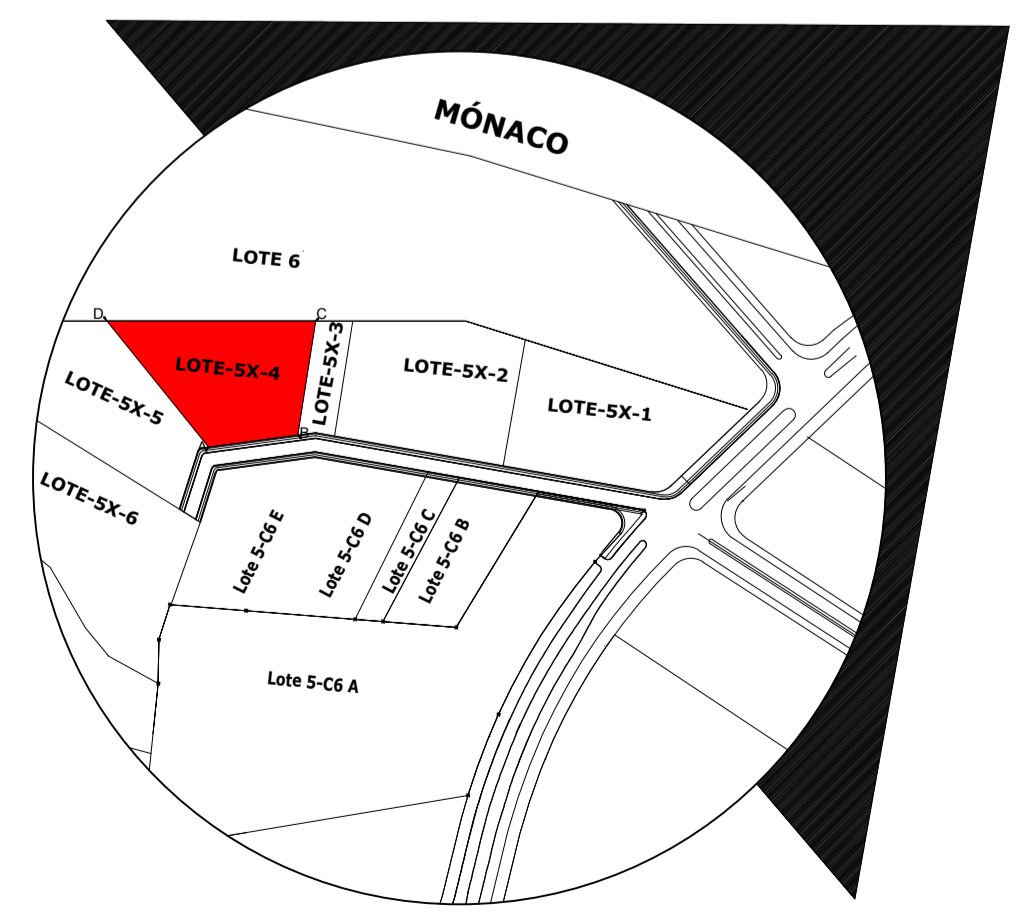 MÓNACO
LOTE 6
D
C
LOTE-5X-3
LOTE-5X-4
LOTE-5X-2
LOTE-5X-5
LOTE-5X-1
B
LOTE-5X-6
Lote 5-C6 E
Lote 5-C6 D
Lote 5-C6 C
Lote 5-C6 B
Lote 5-C6 A